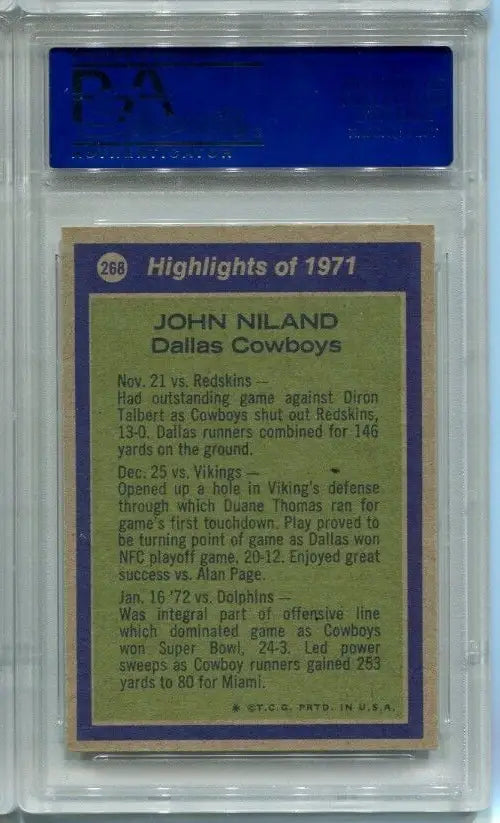 PSA
AUTHENTICATOR
268 Highlights of 1971
JOHN NILAND
Dallas Cowboys
Nov. 21 vs. Redskins —
Had outstanding game against Diron
Talbert as Cowboys shut out Redskins,
13-0. Dallas runners combined for 146
yards on the ground.
Dec. 25 vs. Vikings —
Opened up a hole in Viking's defense
through which Duane Thomas ran for
game's first touchdown. Play proved to
be turning point of game as Dallas won
NFC playoff game, 20-12. Enjoyed great
success vs. Alan Page.
Jan. 16 '72 vs. Dolphins —
Was integral part of offensive line
which dominated game as Cowboys
won Super Bowl, 24-3. Led power
sweeps as Cowboy runners gained 253
yards to 80 for Miami.
* ©T.C.G. PRTD. IN U.S.A.